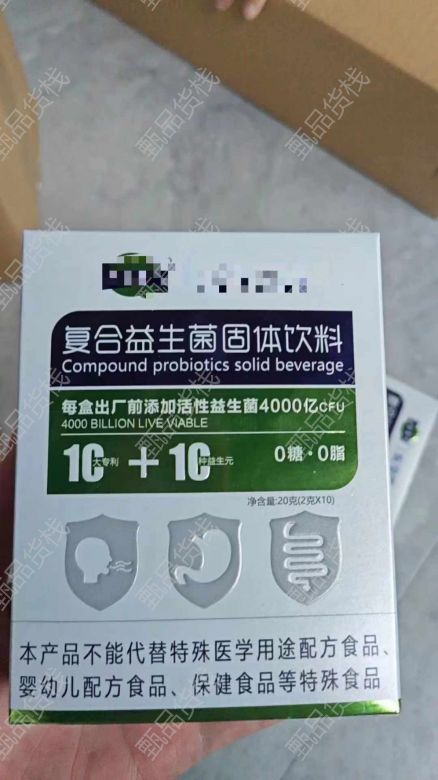 复合益生菌固体饮料
Compound probiotics solid beverage
每盒出厂前添加活性益生菌4000亿CFU
4000 BILLION LIVE VIABLE
10大专利+10种益生元 0糖·0脂
净含量:20克(2克X10)
本产品不能代替特殊医学用途配方食品、
婴幼儿配方食品、保健食品等特殊食品
甄品货栈